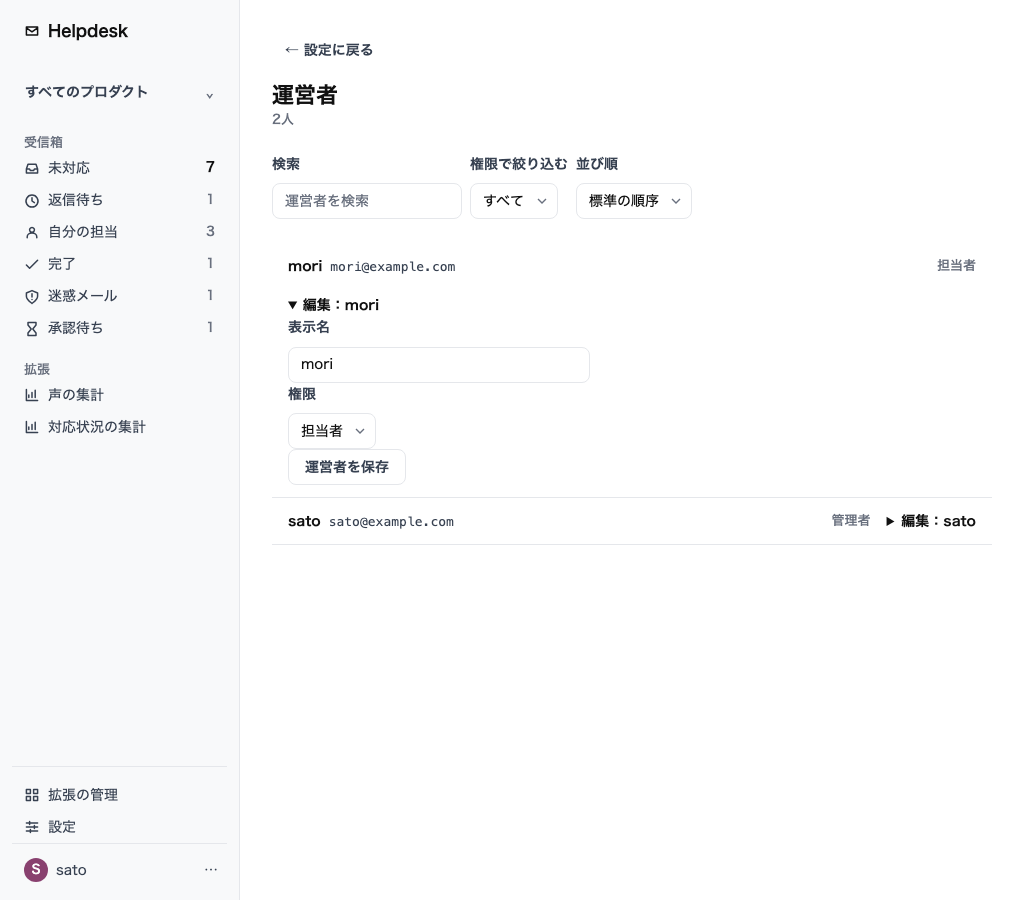 Helpdesk
すべてのプロダクト
受信箱
未対応 7
返信待ち 1
自分の担当 3
完了 1
迷惑メール 1
承認待ち 1
拡張
声の集計
対応状況の集計
拡張の管理
設定
S sato ...
← 設定に戻る
運営者
2人
検索 権限で絞り込む 並び順
運営者を検索 すべて 標準の順序
mori mori@example.com 担当者
▼ 編集：mori
表示名
mori
権限
担当者
運営者を保存
sato sato@example.com 管理者 ▶ 編集：sato